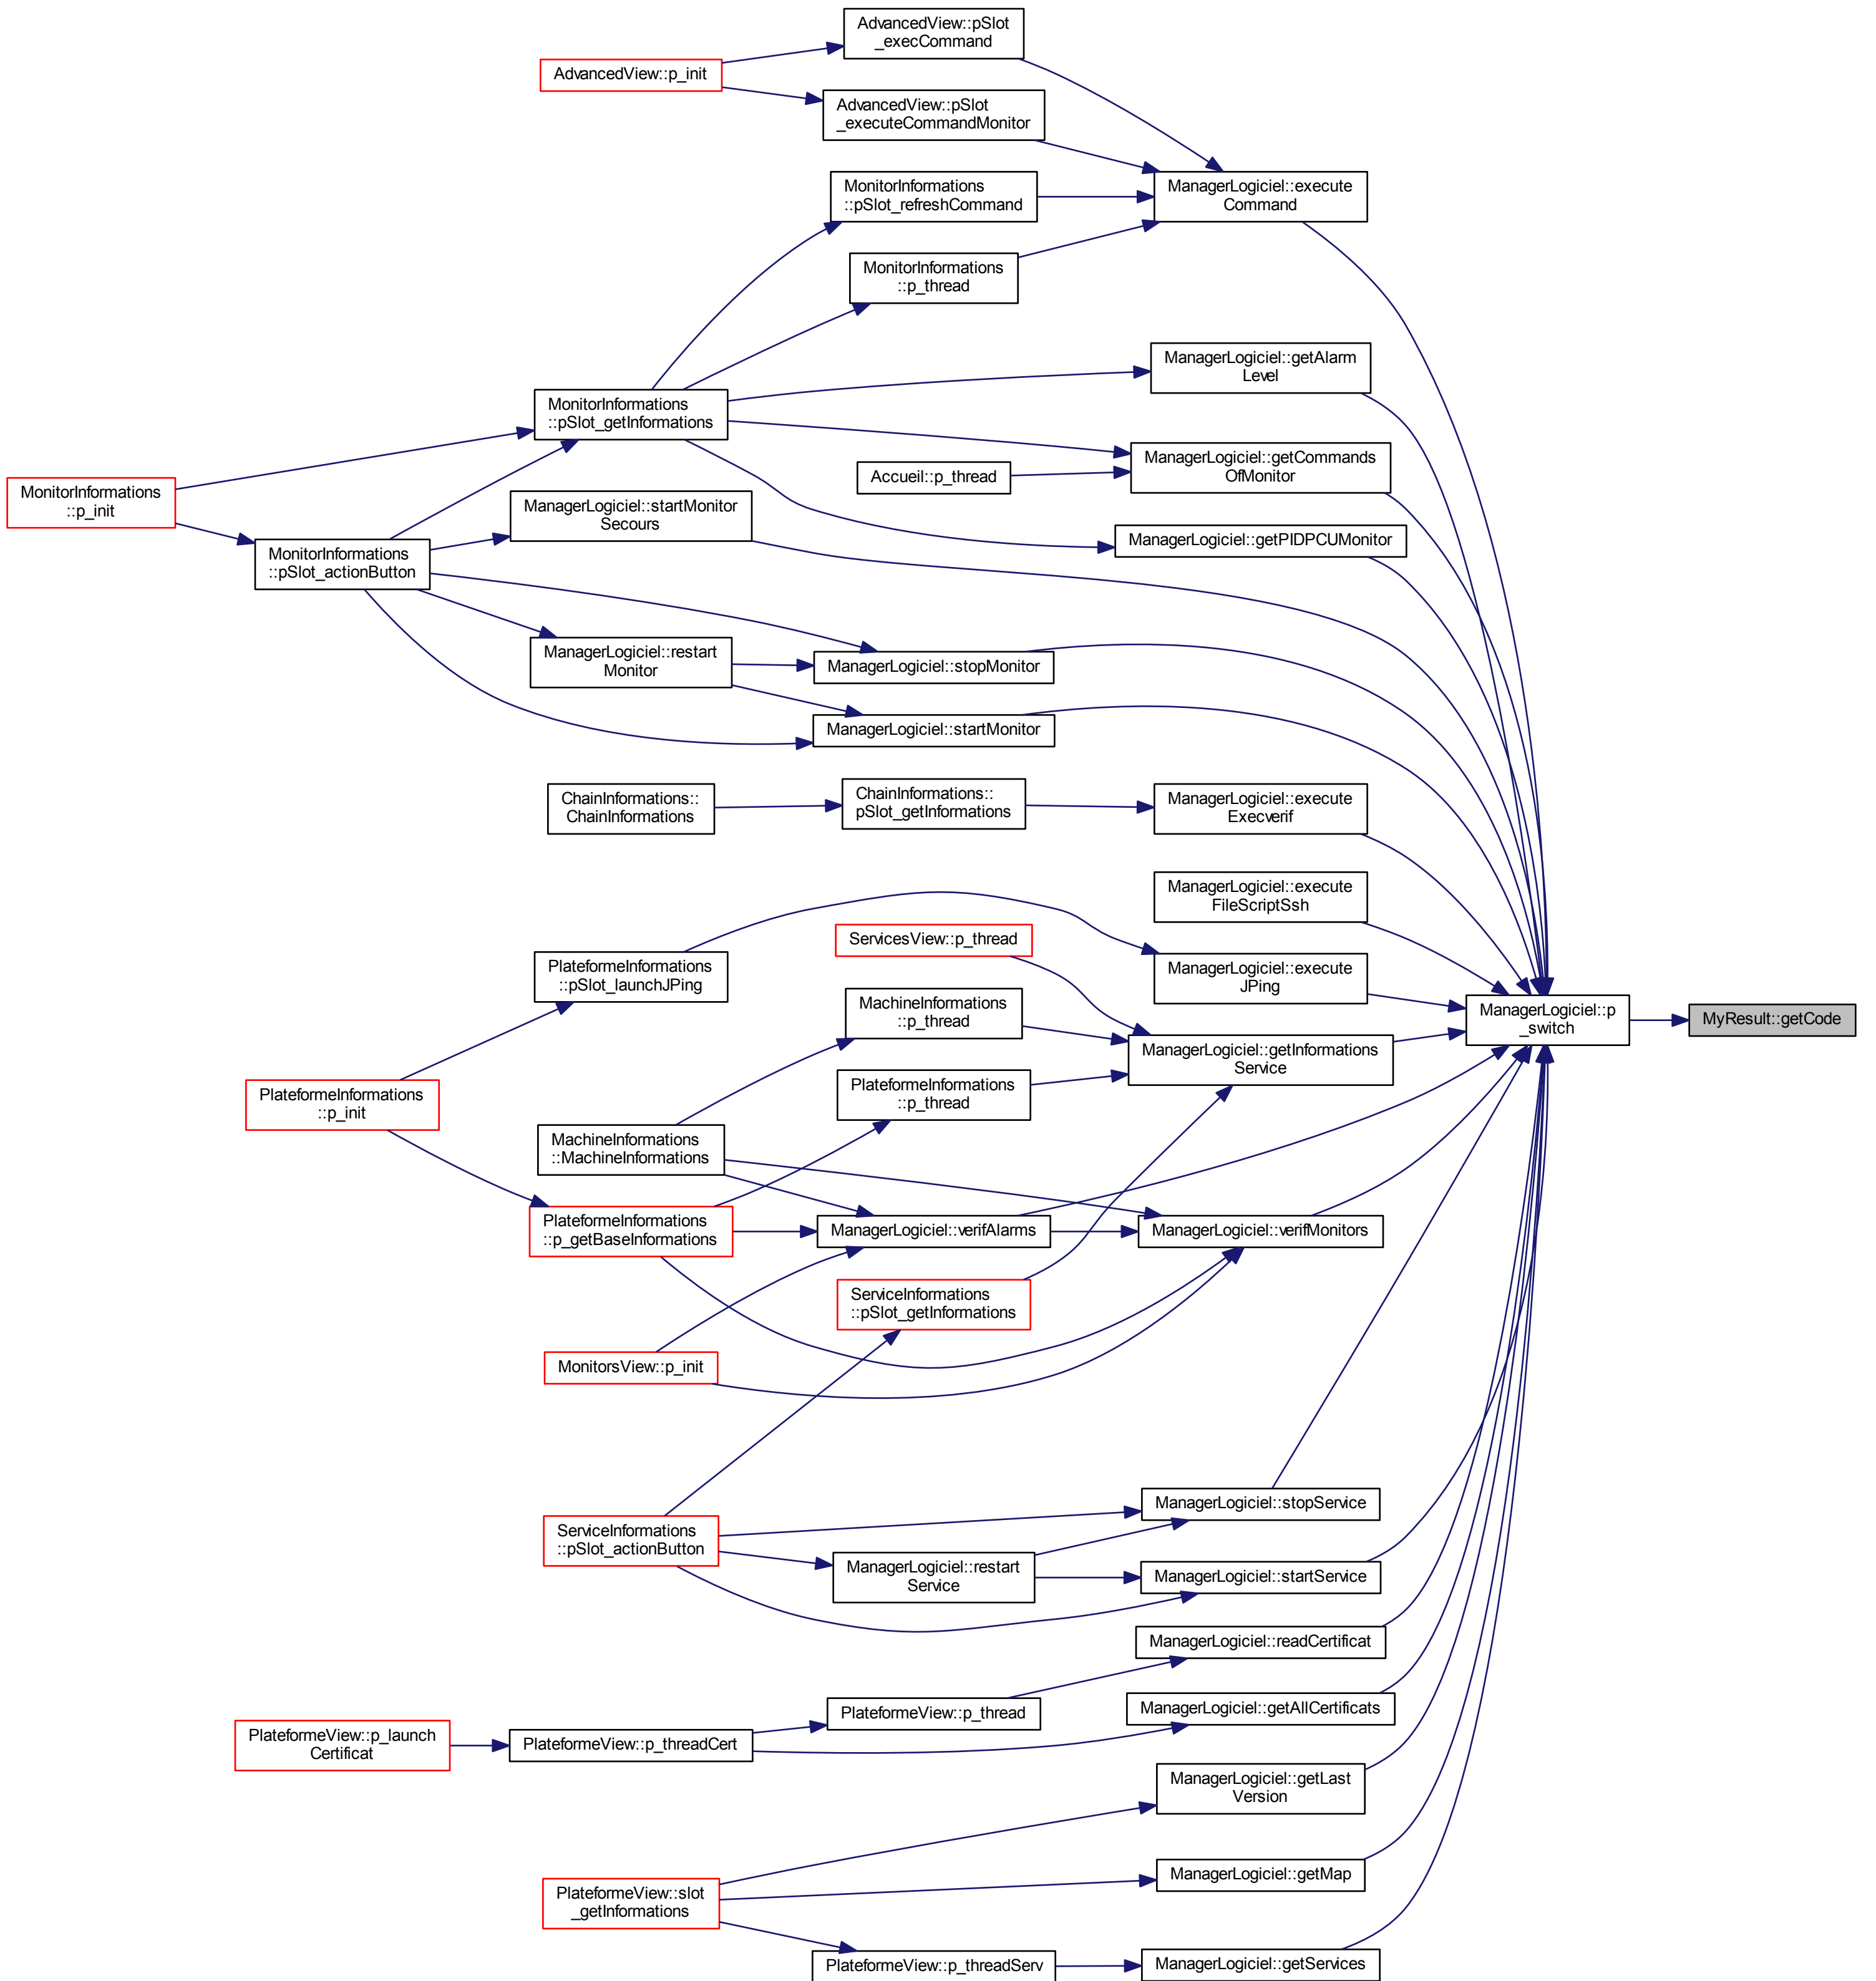 AdvancedView::pSlot
_execCommand
AdvancedView::p_init
AdvancedView::pSlot
_executeCommandMonitor
MonitorInformations
::pSlot_refreshCommand
ManagerLogiciel::execute
Command
MonitorInformations
::p_thread
ManagerLogiciel::getAlarm
Level
MonitorInformations
::pSlot_getInformations
ManagerLogiciel::getCommands
OfMonitor
Accueil::p_thread
MonitorInformations
::p_init
ManagerLogiciel::startMonitor
Secours
ManagerLogiciel::getPIDPCUMonitor
MonitorInformations
::pSlot_actionButton
ManagerLogiciel::restart
Monitor
ManagerLogiciel::stopMonitor
ManagerLogiciel::startMonitor
ChainInformations::
ChainInformations
ChainInformations::
pSlot_getInformations
ManagerLogiciel::execute
Execverif
ManagerLogiciel::execute
FileScriptSsh
ServicesView::p_thread
PlateformeInformations
::pSlot_launchJPing
ManagerLogiciel::execute
JPing
MachineInformations
::p_thread
ManagerLogiciel::p
_switch
MyResult::getCode
ManagerLogiciel::getInformations
Service
PlateformeInformations
::p_init
PlateformeInformations
::p_thread
MachineInformations
::MachineInformations
PlateformeInformations
::p_getBaseInformations
ManagerLogiciel::verifAlarms
ManagerLogiciel::verifMonitors
ServiceInformations
::pSlot_getInformations
MonitorsView::p_init
ManagerLogiciel::stopService
ServiceInformations
::pSlot_actionButton
ManagerLogiciel::restart
Service
ManagerLogiciel::startService
ManagerLogiciel::readCertificat
PlateformeView::p_thread
ManagerLogiciel::getAllCertificats
PlateformeView::p_launch
Certificat
PlateformeView::p_threadCert
ManagerLogiciel::getLast
Version
ManagerLogiciel::getMap
PlateformeView::slot
_getInformations
PlateformeView::p_threadServ
ManagerLogiciel::getServices